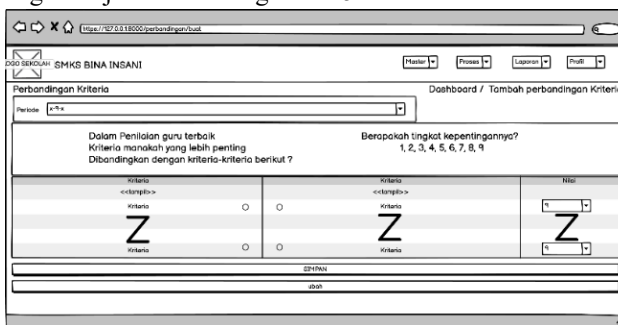 https://127.0.0.1:8000/perbandingan/buat
LOGO SEKOLAH SMKS BINA INSANI
Master Proses Laporan Profil
Perbandingan Kriteria Dashboard / Tambah perbandingan Kriteria
Periode x-9-x
Dalam Penilaian guru terbaik Berapakah tingkat kepentingannya?
Kriteria manakah yang lebih penting 1, 2, 3, 4, 5, 6, 7, 8, 9
Dibandingkan dengan kriteria-kriteria berikut ?
Kriteria Kriteria Nilai
<<tampil>> <<tampil>>
Kriteria Kriteria 9
Z Z Z
Kriteria Kriteria 9
SIMPAN
ubah